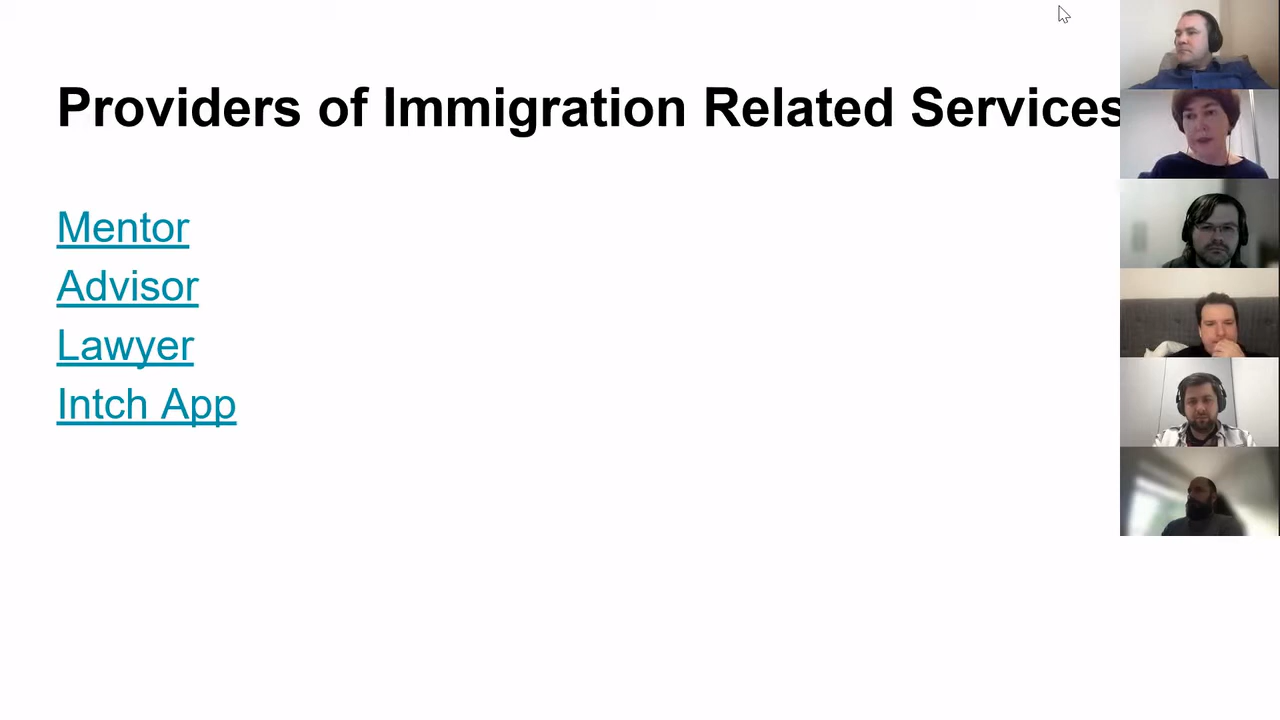 Providers of Immigration Related Services
Mentor
Advisor
Lawyer
Intch App